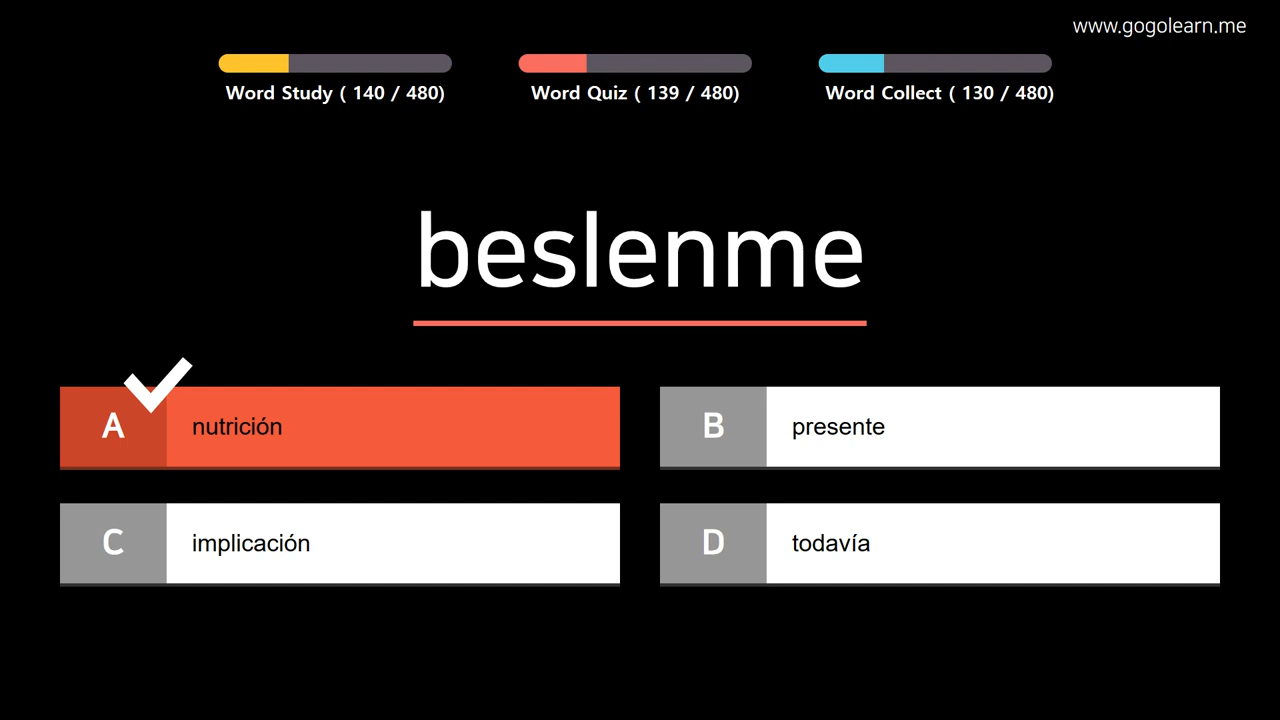 www.gogolearn.me
Word Study ( 140 / 480)
Word Quiz ( 139 / 480)
Word Collect ( 130 / 480)
beslenme
A nutrición
B presente
C implicación
D todavía